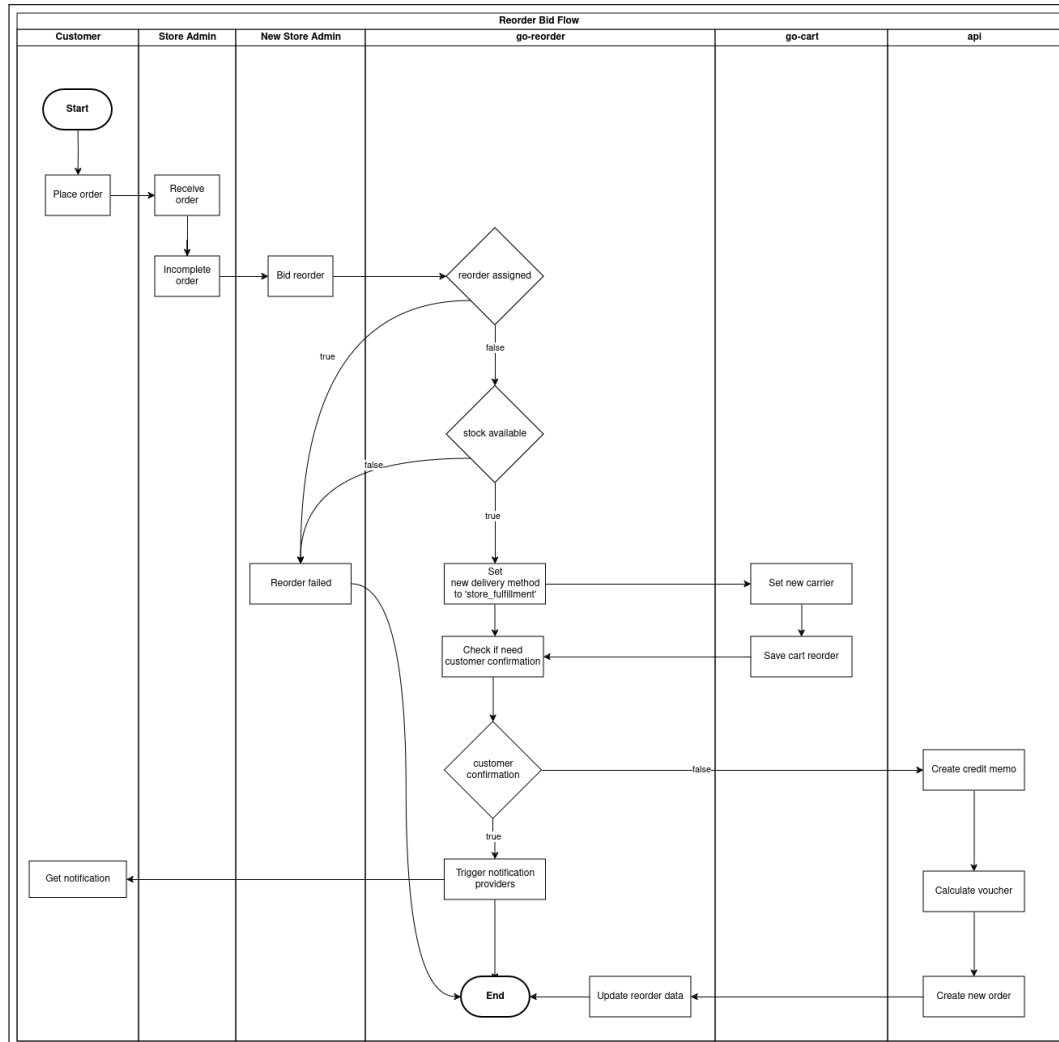 Reorder Bid Flow
Customer
Store Admin
New Store Admin
go-reorder
go-cart
api
Start
Place order
Receive
order
Incomplete
order
Bid reorder
reorder assigned
true
false
stock available
false
true
Reorder failed
Set
new delivery method
to 'store_fulfillment'
Set new carrier
Check if need
customer confirmation
Save cart reorder
customer
confirmation
false
Create credit memo
true
Get notification
Trigger notification
providers
Calculate voucher
End
Update reorder data
Create new order